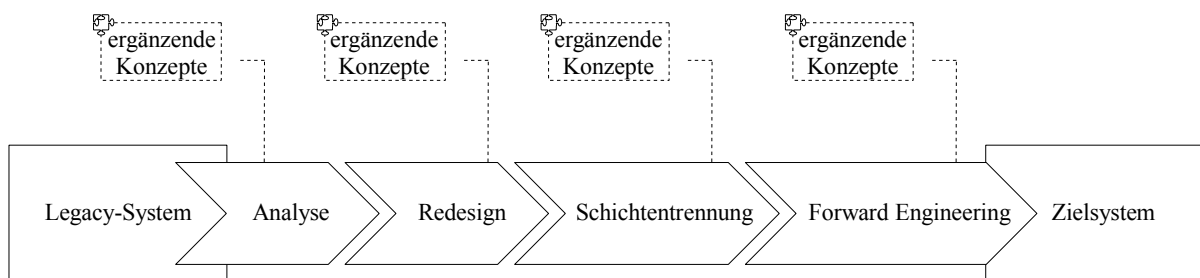 ergänzende
Konzepte
ergänzende
Konzepte
ergänzende
Konzepte
ergänzende
Konzepte
Legacy-System
Analyse
Redesign
Schichtentrennung
Forward Engineering
Zielsystem